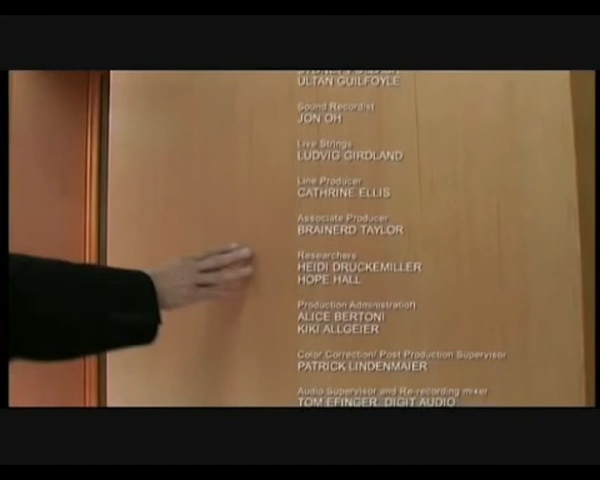 ULTAN GUILFOYLE
Sound Recordist
JON OH
Live Strings
LUDVIG GIRDLAND
Line Producer
CATHRINE ELLIS
Associate Producer
BRAINERD TAYLOR
Researchers
HEIDI DRUCKEMILLER
HOPE HALL
Production Administration
ALICE BERTONI
KIKI ALLGEIER
Color Correction/ Post Production Supervisor
PATRICK LINDENMAIER
Audio Supervisor and Re-recording mixer
TOM EFINGER, DIGIT AUDIO